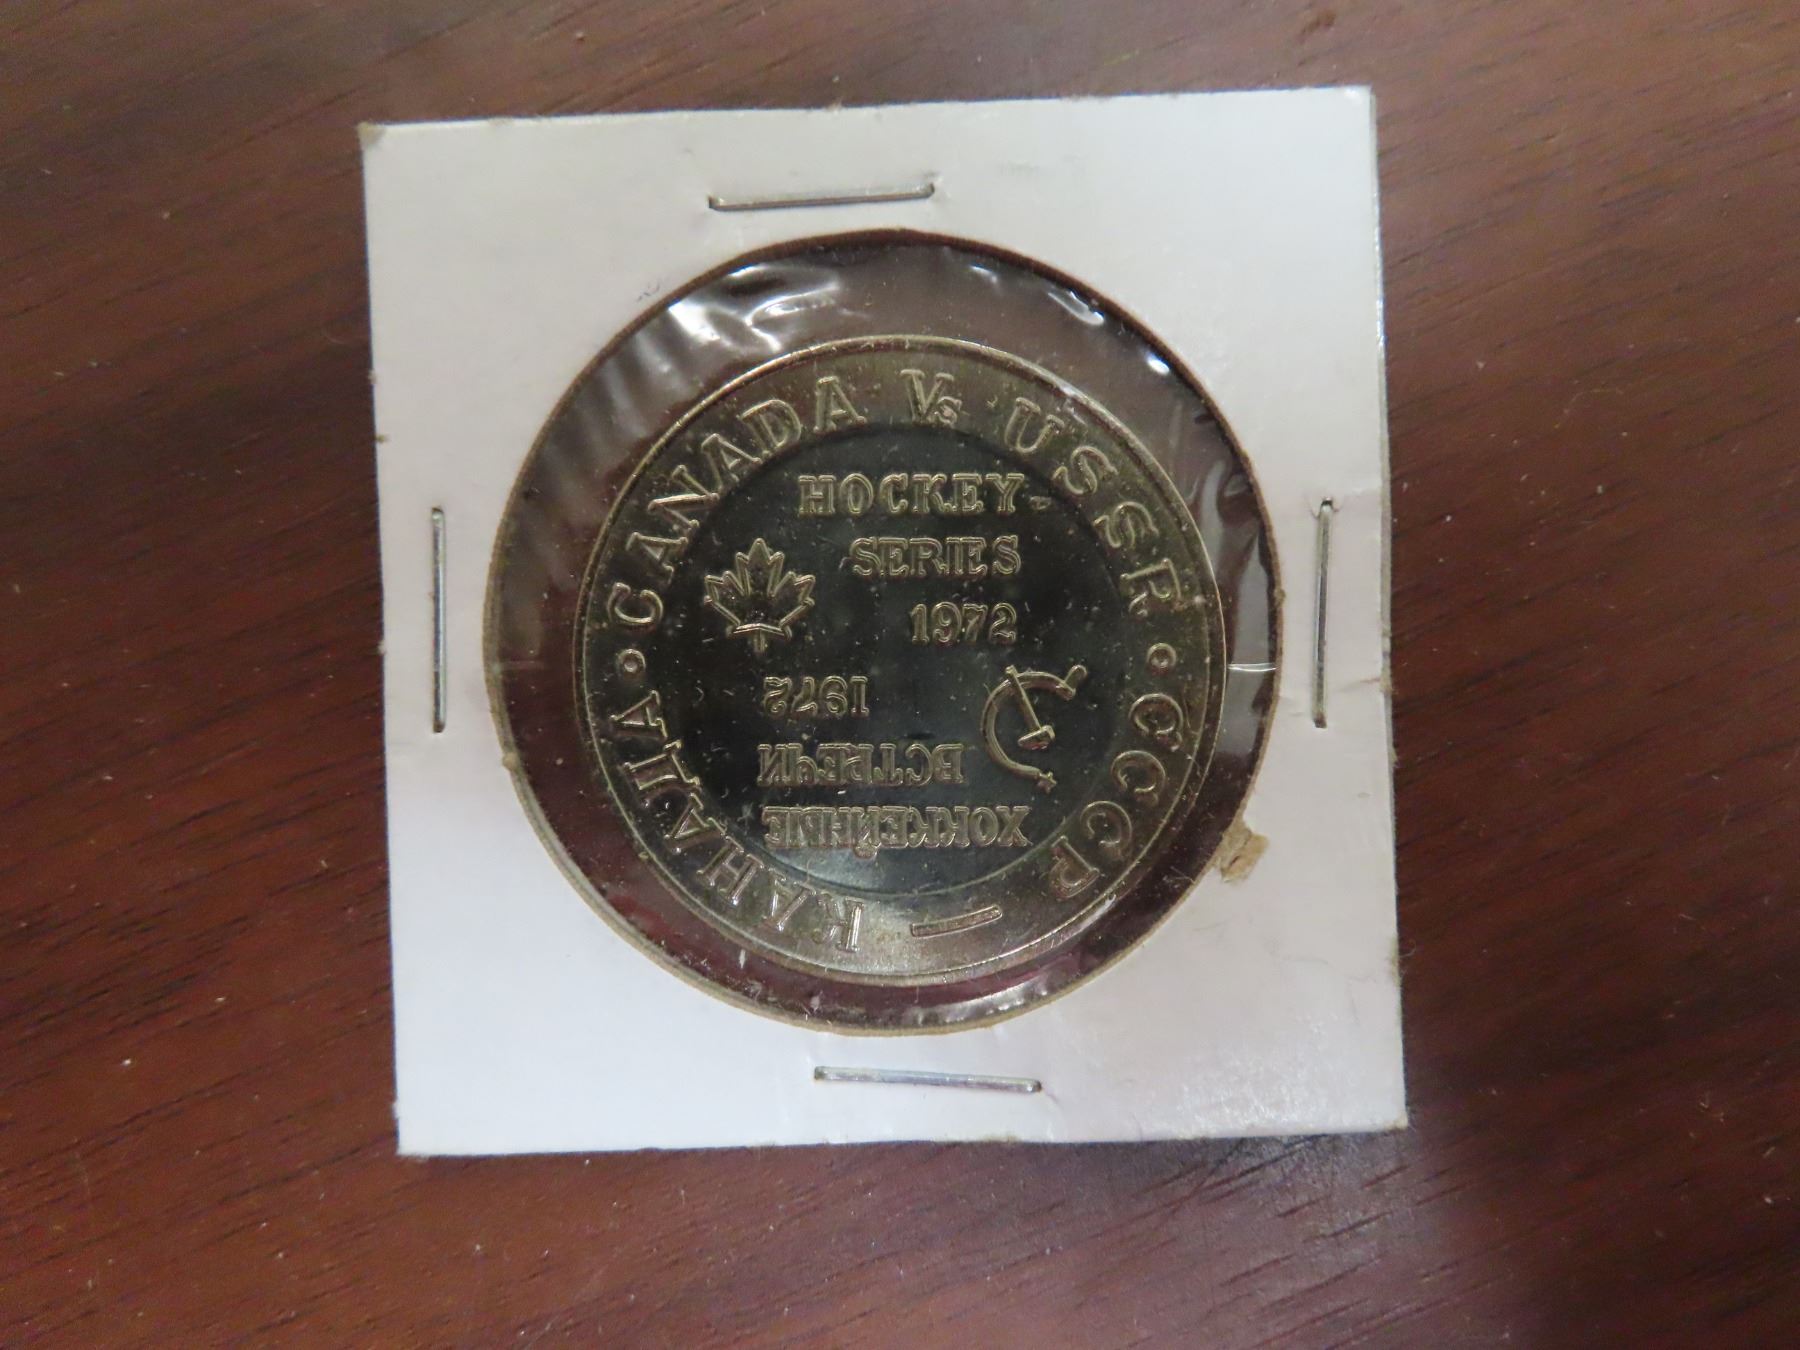 CANADA Vs USSR
HOCKEY
SERIES
1972
СССР — КАНАДА
ХОККЕЙНЫЕ
ВСТРЕЧИ
1972